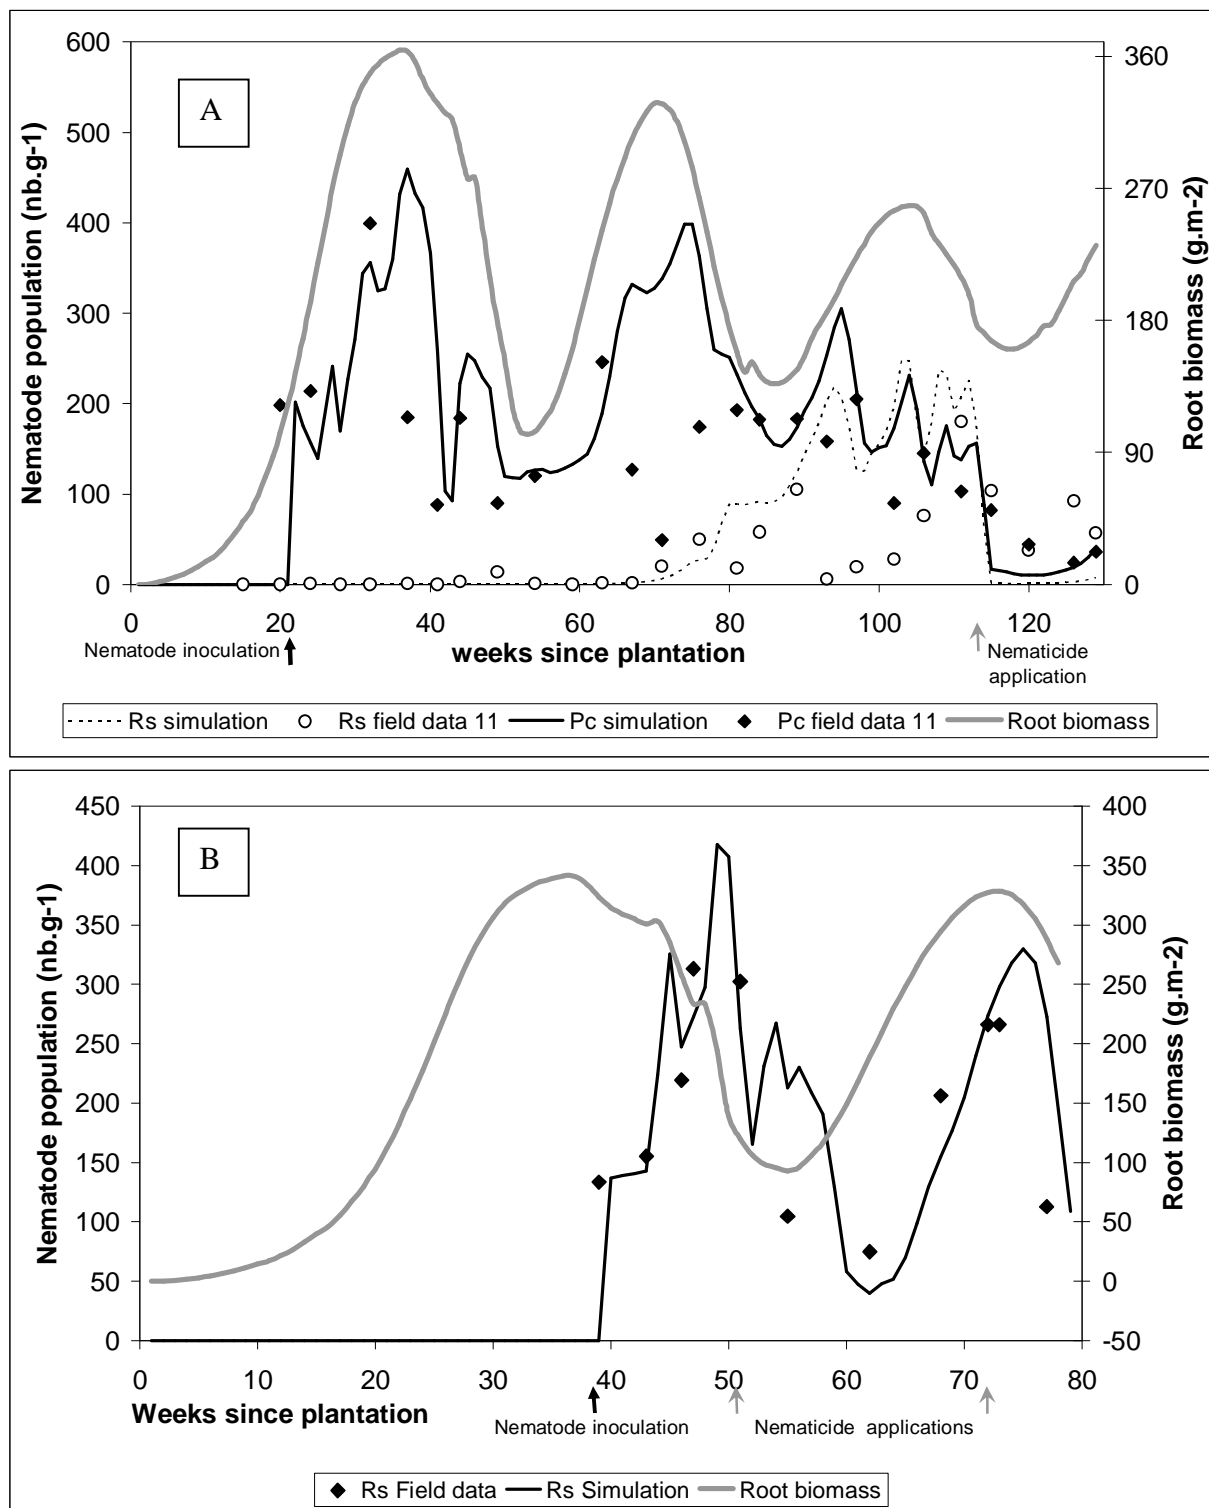 A
Nematode population (nb.g-1)
600
500
400
300
200
100
0
360
270
180
90
0
Root biomass (g.m-2)
0 20 40 60 80 100 120
Nematode inoculation
weeks since plantation
Nematicide
application
Rs simulation Rs field data 11 Pc simulation Pc field data 11 Root biomass
B
Nematode population (nb.g-1)
450
400
350
300
250
200
150
100
50
0
400
350
300
250
200
150
100
50
0
-50
Root biomass (g.m-2)
0 10 20 30 40 50 60 70 80
Weeks since plantation
Nematode inoculation
Nematicide applications
Rs Field data Rs Simulation Root biomass